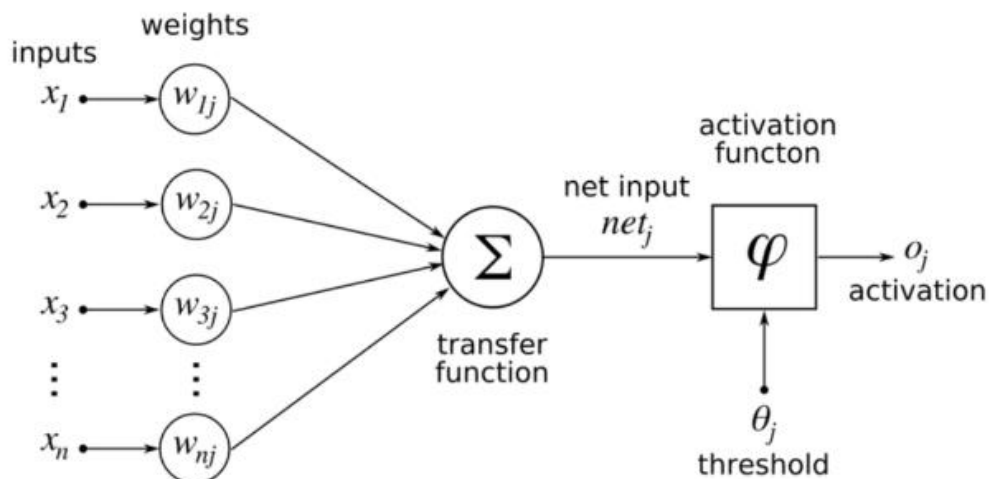 weights
inputs
x1
w1j
x2
w2j
x3
w3j
⋮
⋮
xn
wnj
Σ
transfer
function
net input
netj
activation
functon
φ
oj
activation
θj
threshold